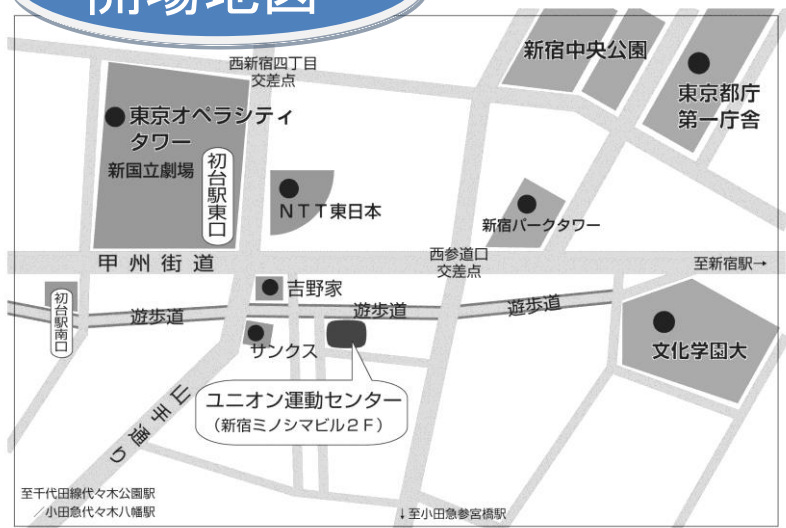 開場地図
新宿中央公園
西新宿四丁目
交差点
東京都庁
第一庁舎
東京オペラシティ
タワー
新国立劇場
初台駅東口
NTT東日本
新宿パークタワー
西参道口
交差点
甲州街道
至新宿駅→
吉野家
初台駅南口
遊歩道
遊歩道
遊歩道
サンクス
文化学園大
山手通り
ユニオン運動センター
(新宿ミノシマビル2F)
至千代田線代々木公園駅
/小田急代々木八幡駅
↓至小田急参宮橋駅